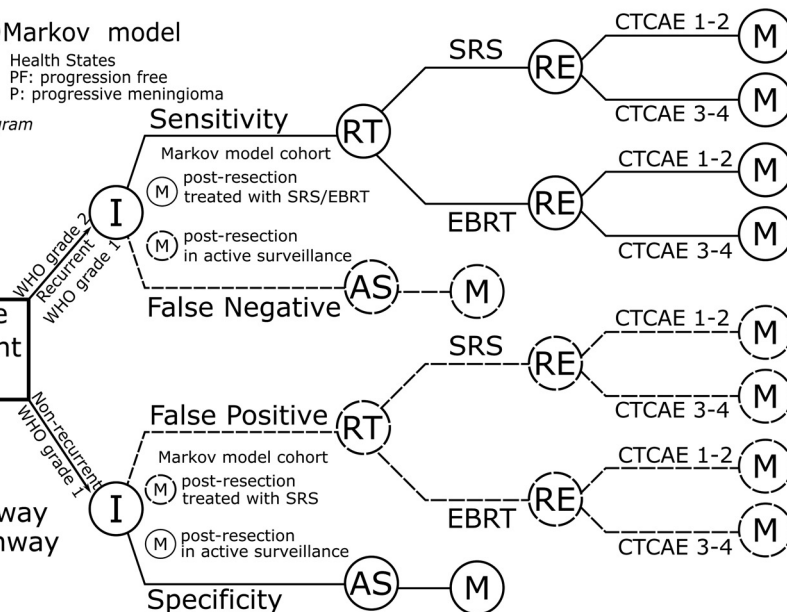 Markov model
Health States
PF: progression free
P: progressive meningioma
Sensitivity
Markov model cohort
M post-resection
treated with SRS/EBRT
M post-resection
in active surveillance
False Negative
I
WHO grade 2
Recurrent
WHO grade 1
RT
SRS
RE
CTCAE 1-2
M
CTCAE 3-4
M
EBRT
RE
CTCAE 1-2
M
CTCAE 3-4
M
AS
M
Non-recurrent
WHO grade 1
I
False Positive
Markov model cohort
M post-resection
treated with SRS
M post-resection
in active surveillance
Specificity
RT
SRS
RE
CTCAE 1-2
M
CTCAE 3-4
M
EBRT
RE
CTCAE 1-2
M
CTCAE 3-4
M
AS
M